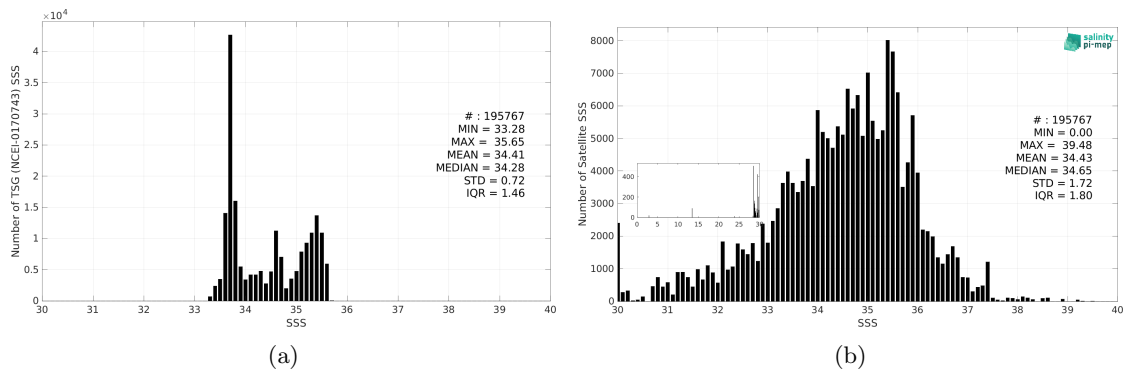 ×10⁴
4
3.5
3
2.5
2
1.5
1
0.5
0
Number of TSG (NCEI-0170743) SSS
# : 195767
MIN = 33.28
MAX = 35.65
MEAN = 34.41
MEDIAN = 34.28
STD = 0.72
IQR = 1.46
30 31 32 33 34 35 36 37 38 39 40
SSS
(a)
8000
7000
6000
5000
4000
3000
2000
1000
0
Number of Satellite SSS
salinity
pi-mep
# : 195767
MIN = 0.00
MAX = 39.48
MEAN = 34.43
MEDIAN = 34.65
STD = 1.72
IQR = 1.80
400
200
0
0 5 10 15 20 25 30
30 31 32 33 34 35 36 37 38 39 40
SSS
(b)